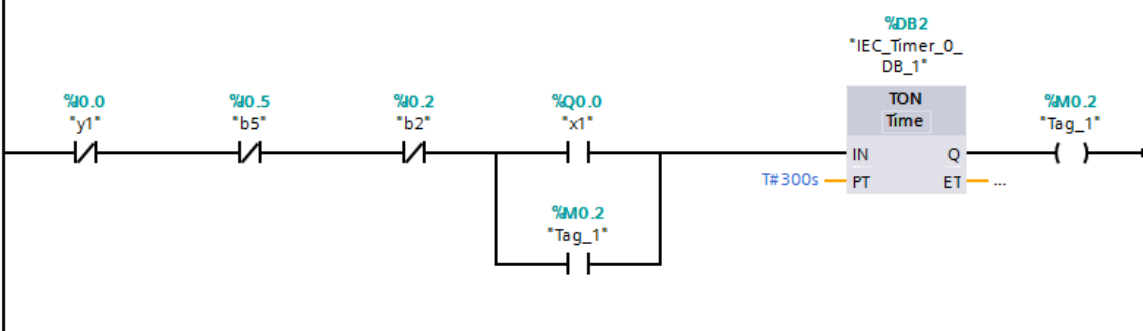 %DB2
"IEC_Timer_0_
DB_1"
%I0.0
"y1"
%I0.5
"b5"
%I0.2
"b2"
%Q0.0
"x1"
TON
Time
%M0.2
"Tag_1"
IN
Q
T#300s
PT
ET
...
%M0.2
"Tag_1"